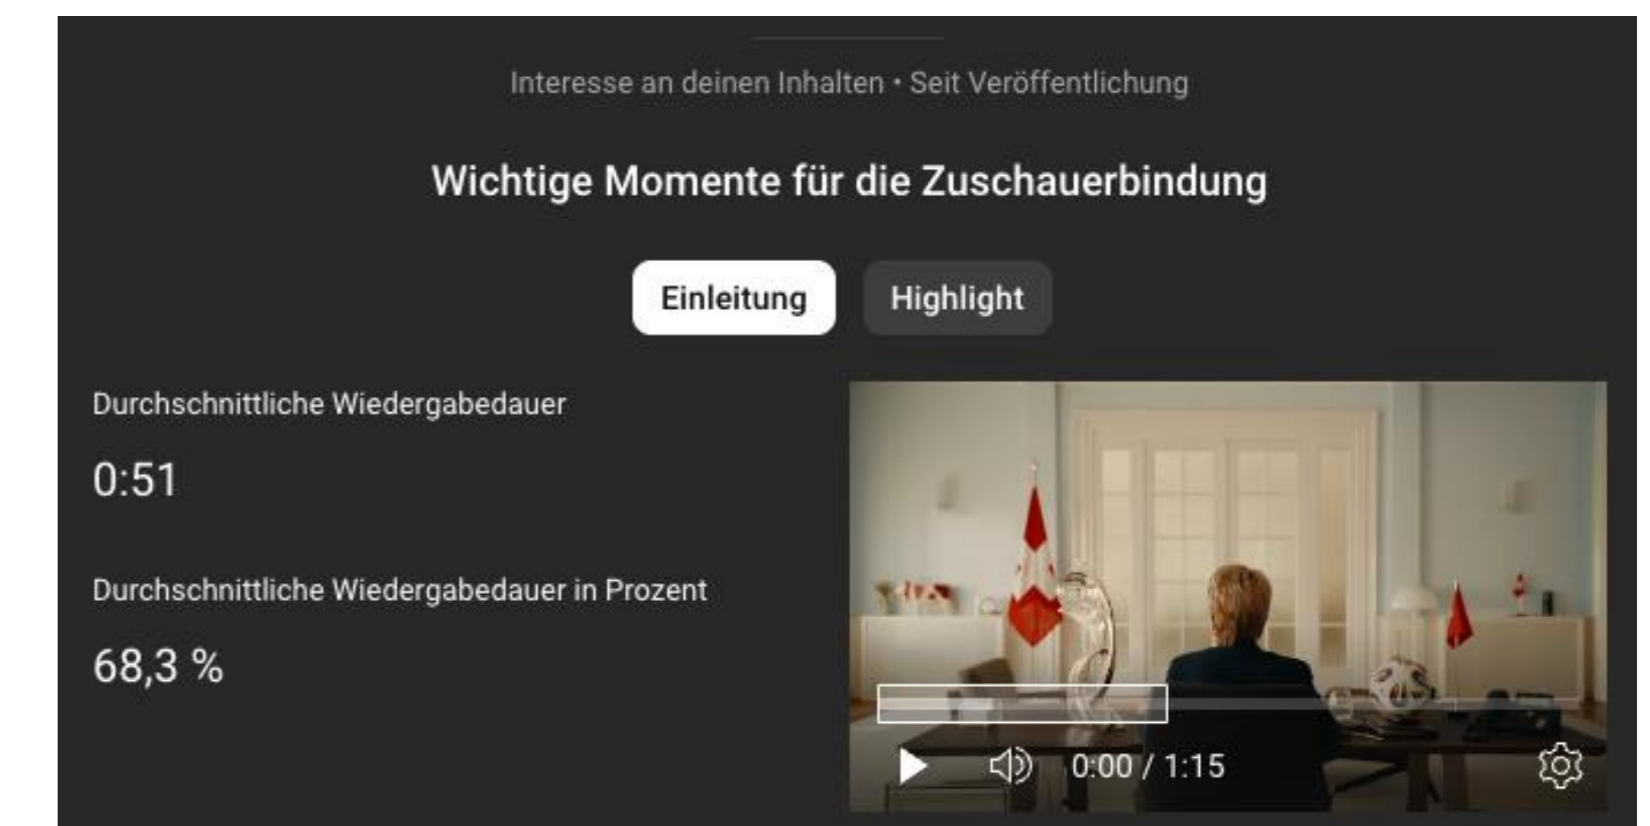 Interesse an deinen Inhalten • Seit Veröffentlichung
Wichtige Momente für die Zuschauerbindung
Einleitung
Highlight
Durchschnittliche Wiedergabedauer
0:51
Durchschnittliche Wiedergabedauer in Prozent
68,3 %
0:00 / 1:15